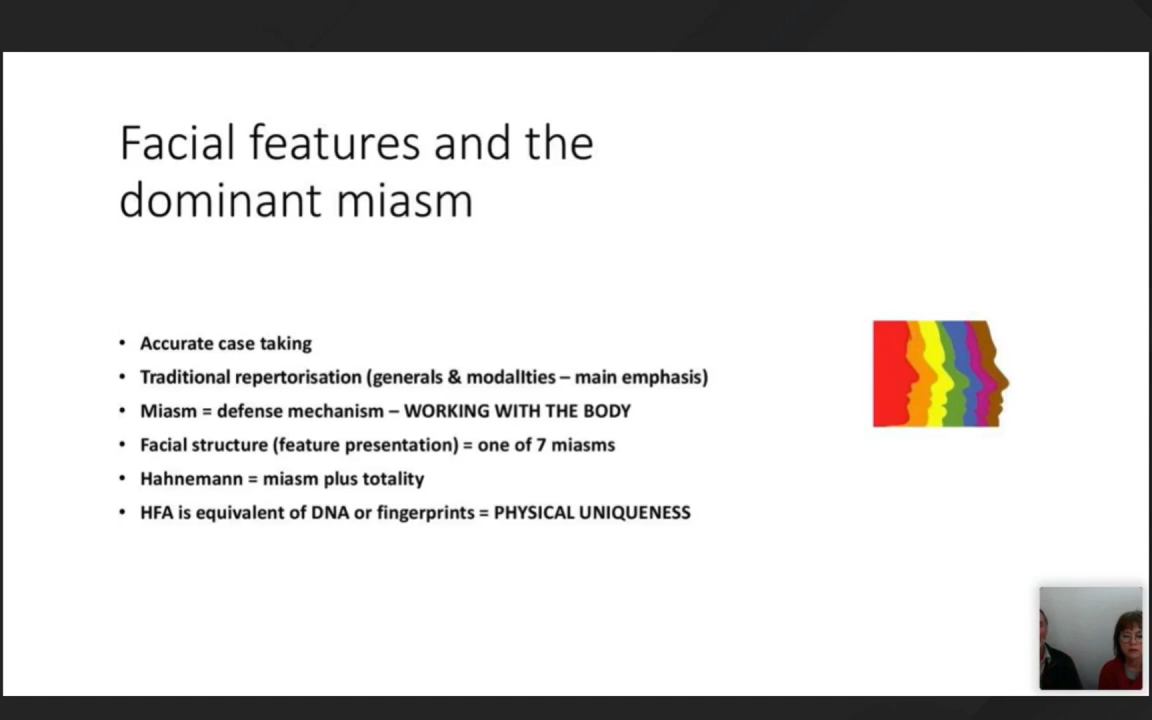 Facial features and the
dominant miasm
• Accurate case taking
• Traditional repertorisation (generals & modalIties – main emphasis)
• Miasm = defense mechanism – WORKING WITH THE BODY
• Facial structure (feature presentation) = one of 7 miasms
• Hahnemann = miasm plus totality
• HFA is equivalent of DNA or fingerprints = PHYSICAL UNIQUENESS